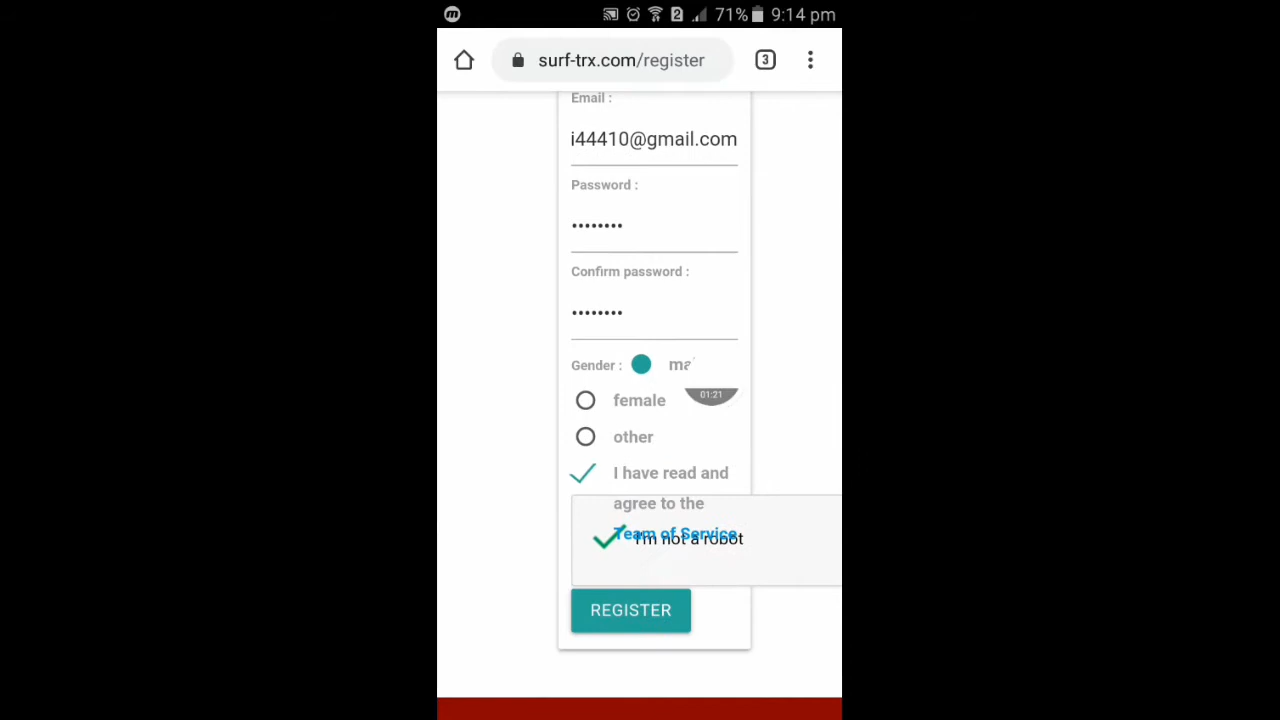 2 71% 9:14 pm
surf-trx.com/register 3
Email :
i44410@gmail.com
Password :
••••••••
Confirm password :
••••••••
Gender :
female
01:21
other
I have read and
agree to the
Team of Service
I'm not a robot
REGISTER